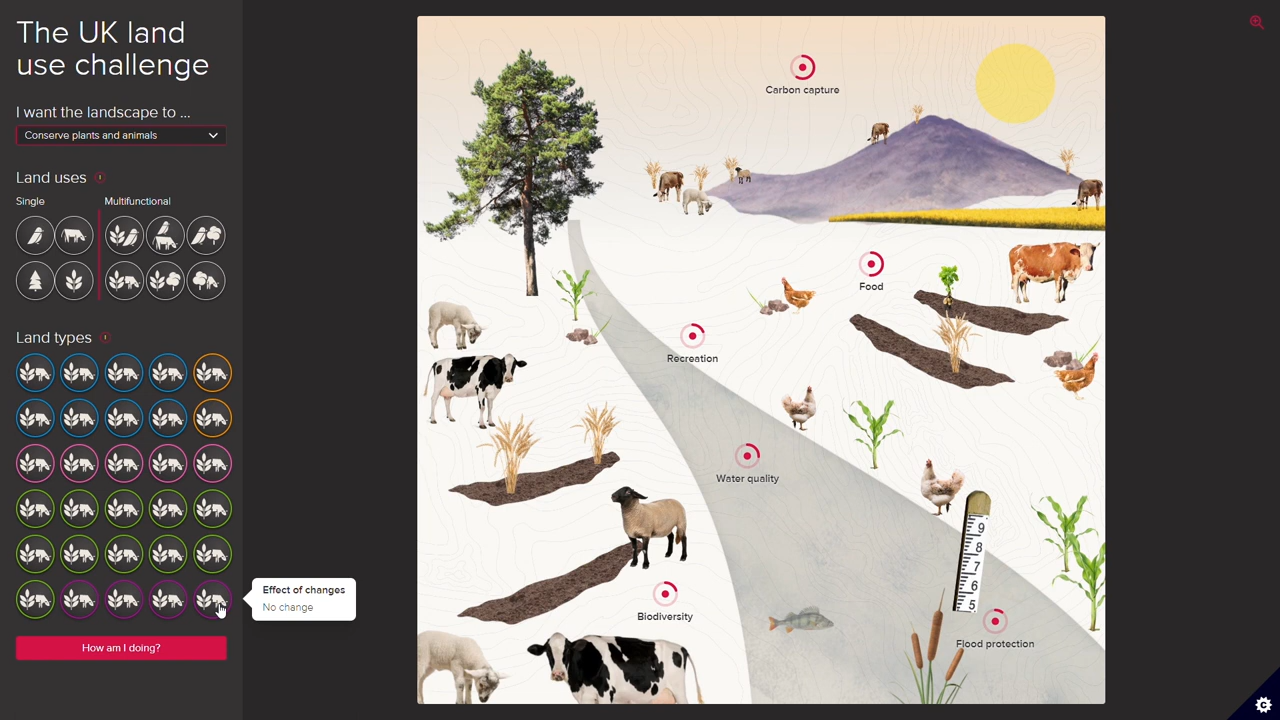 The UK land
use challenge
I want the landscape to ...
Conserve plants and animals
Land uses
Single
Multifunctional
Land types
Effect of changes
No change
How am I doing?
Carbon capture
Food
Recreation
Water quality
9
8
7
6
5
Biodiversity
Flood protection